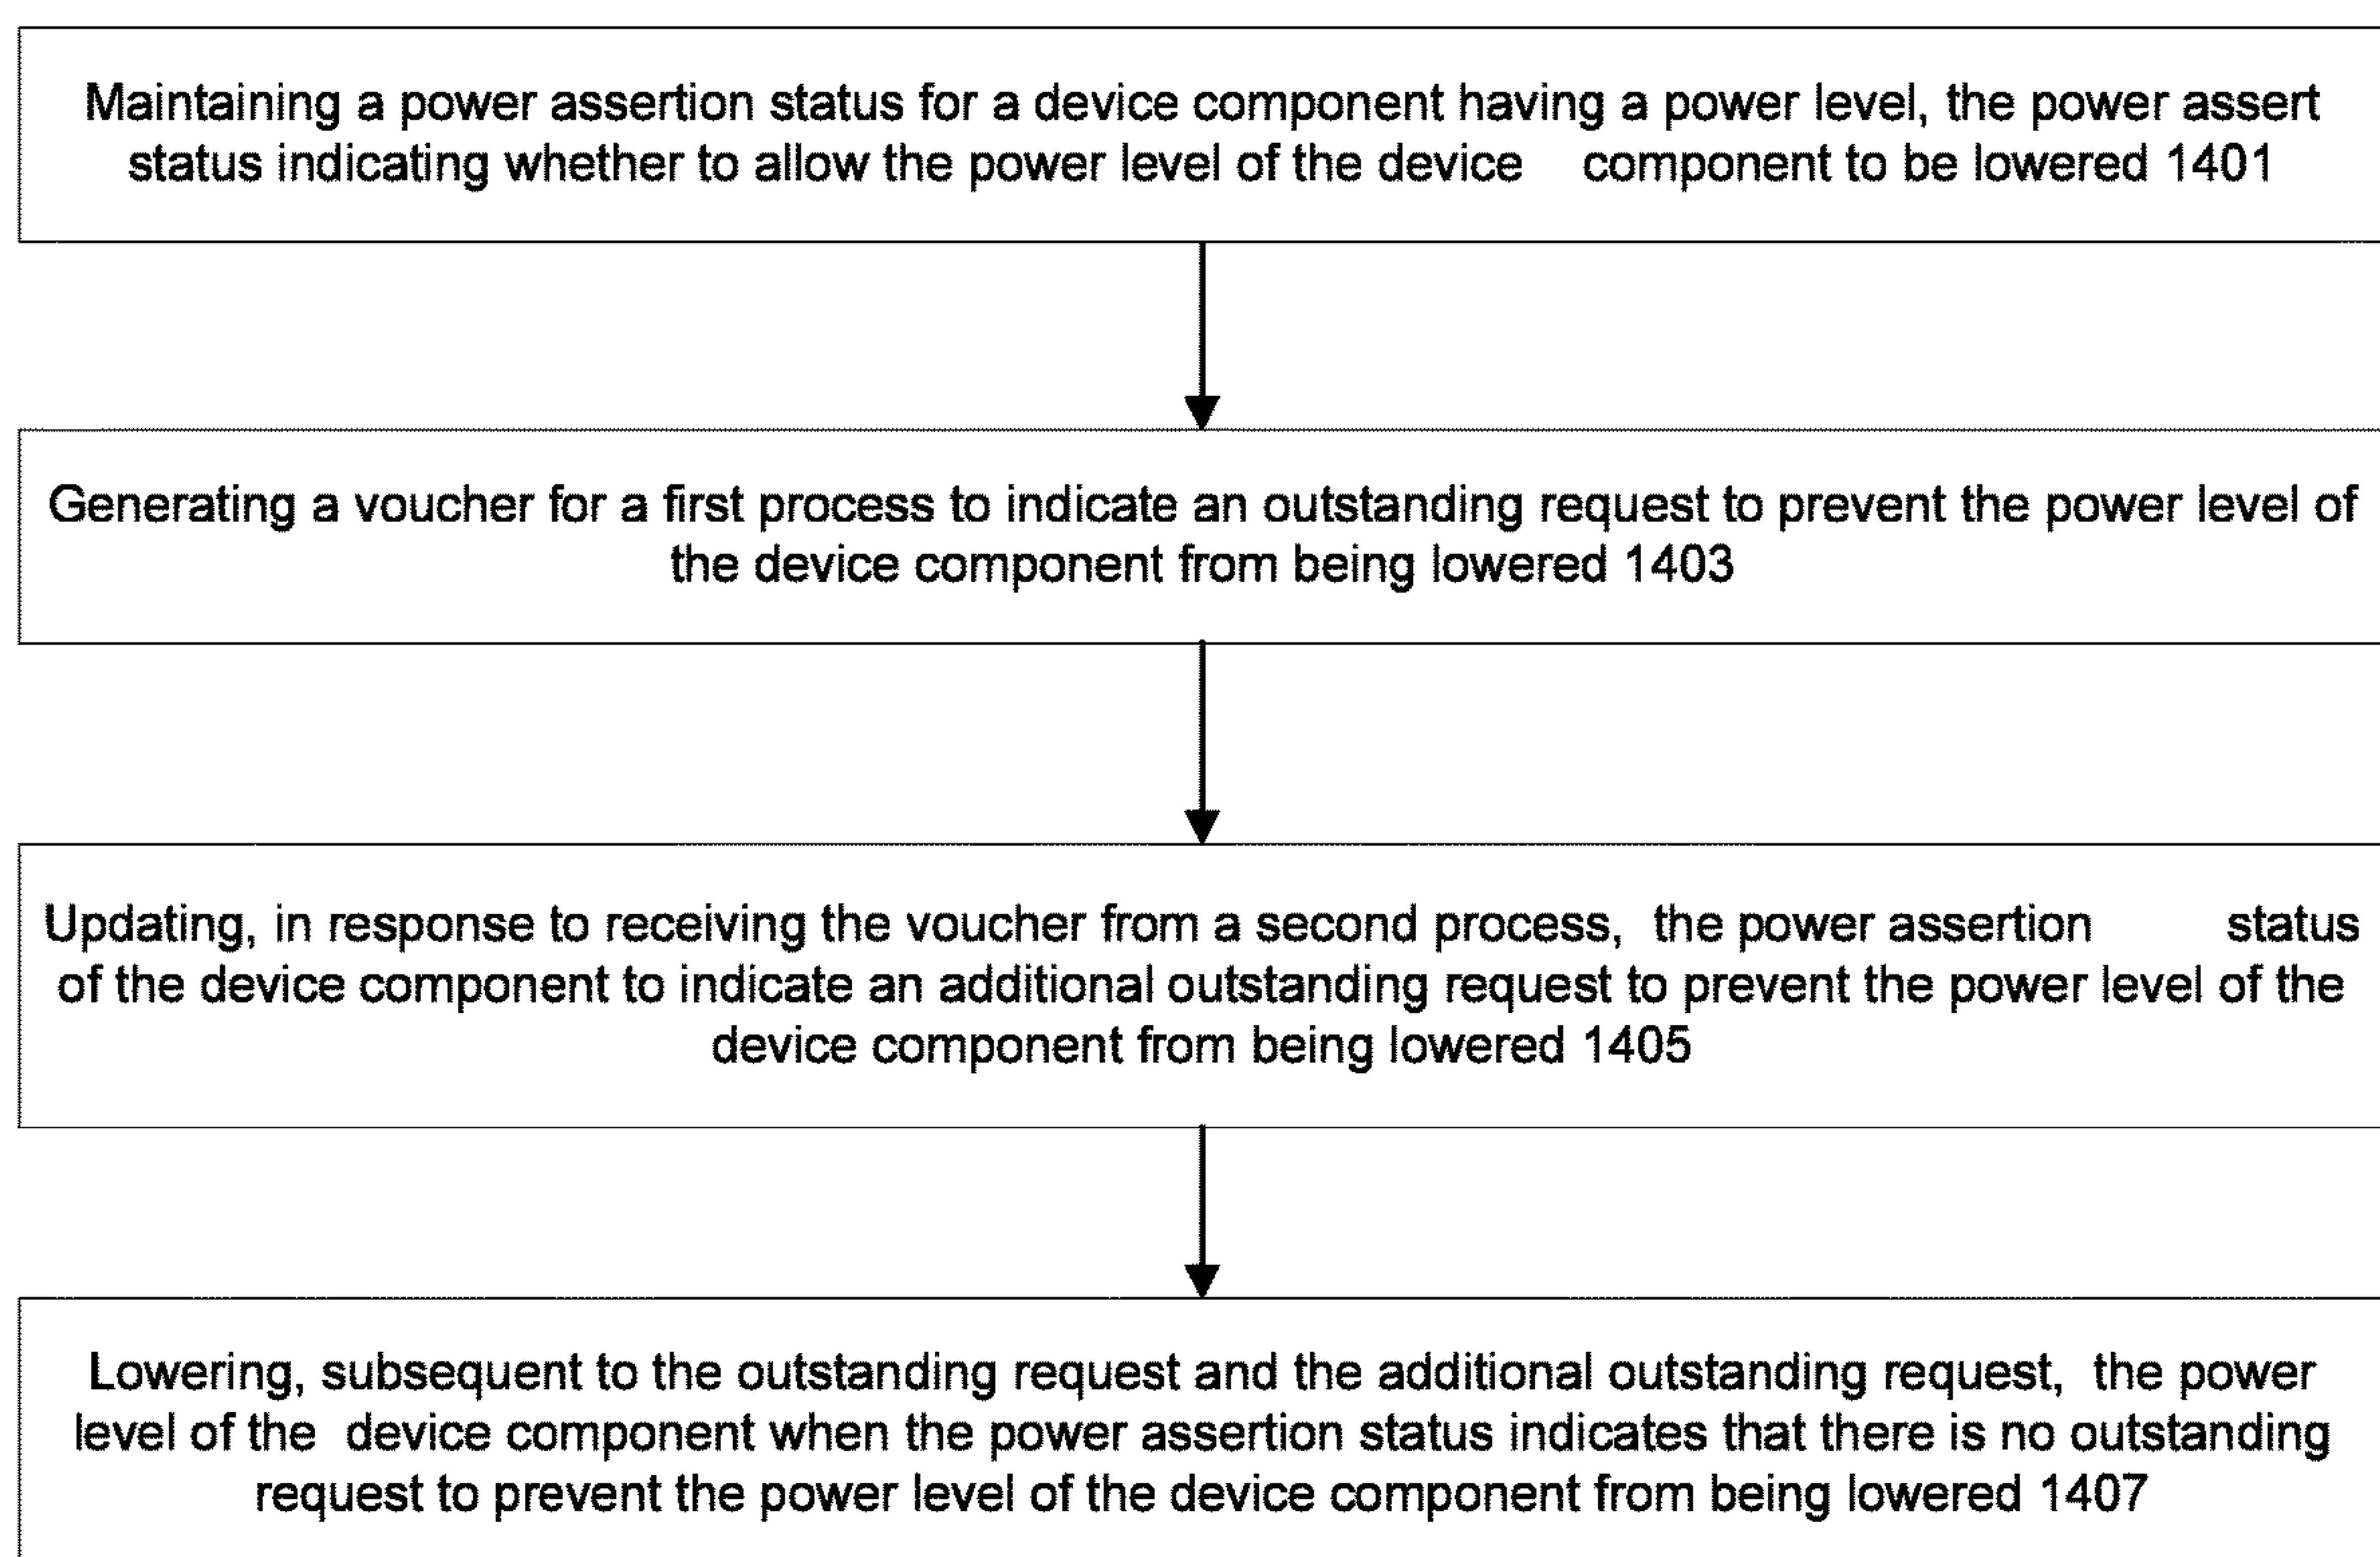 Maintaining a power assertion status for a device component having a power level, the power assert
status indicating whether to allow the power level of the device component to be lowered 1401
Generating a voucher for a first process to indicate an outstanding request to prevent the power level of
the device component from being lowered 1403
Updating, in response to receiving the voucher from a second process, the power assertion status
of the device component to indicate an additional outstanding request to prevent the power level of the
device component from being lowered 1405
Lowering, subsequent to the outstanding request and the additional outstanding request, the power
level of the device component when the power assertion status indicates that there is no outstanding
request to prevent the power level of the device component from being lowered 1407